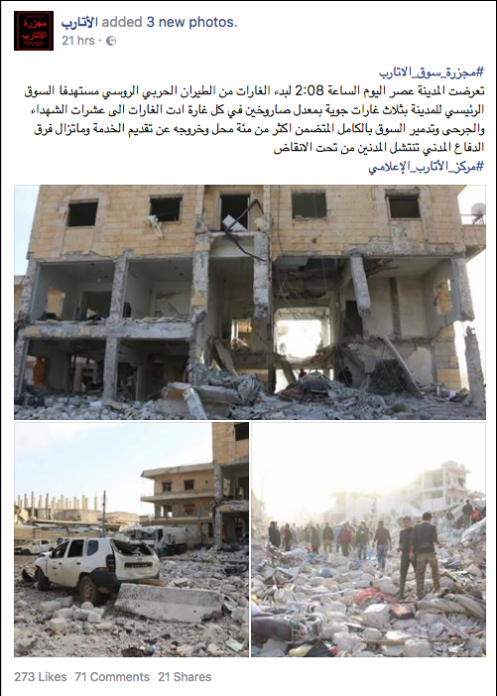 مجزرة
سوق
الأتارب
الأتارب added 3 new photos.
21 hrs ·
#مجزرة_سوق_الاتارب
تعرضت المدينة عصر اليوم الساعة 2:08 لبدء الغارات من الطيران الحربي الروسي مستهدفا السوق
الرئيسي للمدينة بثلاث غارات جوية بمعدل صاروخين في كل غارة ادت الغارات الى عشرات الشهداء
والجرحى وتدمير السوق بالكامل المتضمن اكثر من مئة محل وخروجه عن تقديم الخدمة وماتزال فرق
الدفاع المدني تنتشل المدنين من تحت الانقاض
#مركز_الأتارب_الإعلامي
273 Likes 71 Comments 21 Shares